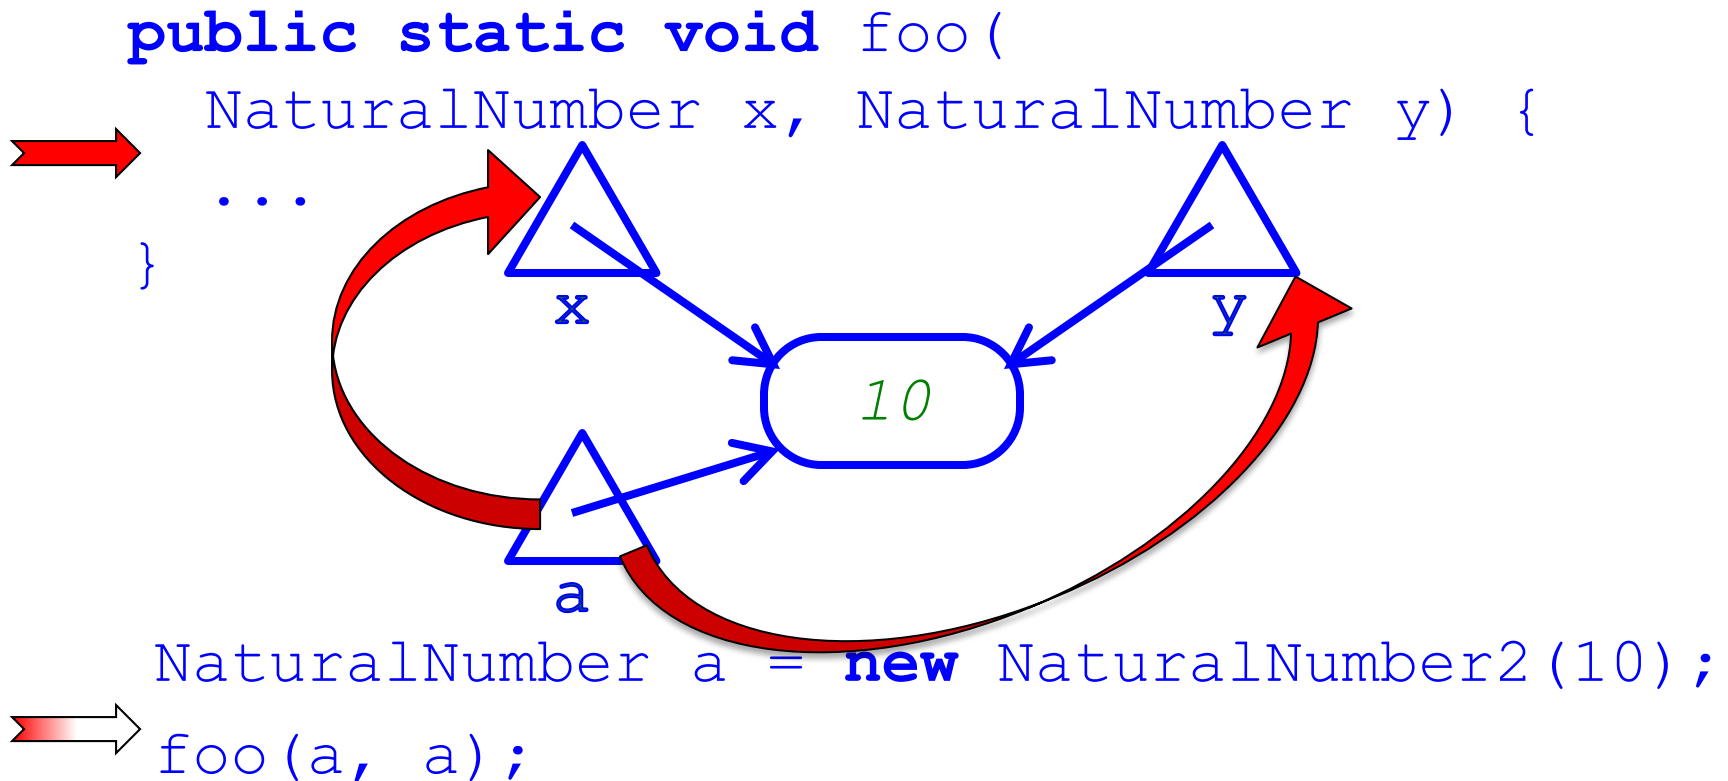 public static void foo(
NaturalNumber x, NaturalNumber y) {
...
}
x
y
10
a
NaturalNumber a = new NaturalNumber2(10);
foo(a, a);